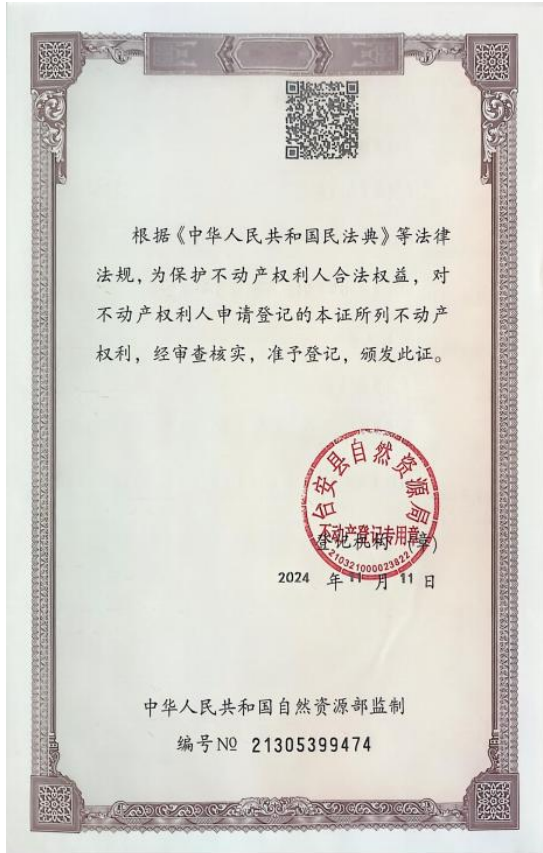 根据《中华人民共和国民法典》等法律
法规，为保护不动产权利人合法权益，对
不动产权利人申请登记的本证所列不动产
权利，经审查核实，准予登记，颁发此证。
台安县自然资源局
不动产登记专用章
210321000023822
登记机构（章）
2024 年 11 月 11 日
中华人民共和国自然资源部监制
编号№ 21305399474